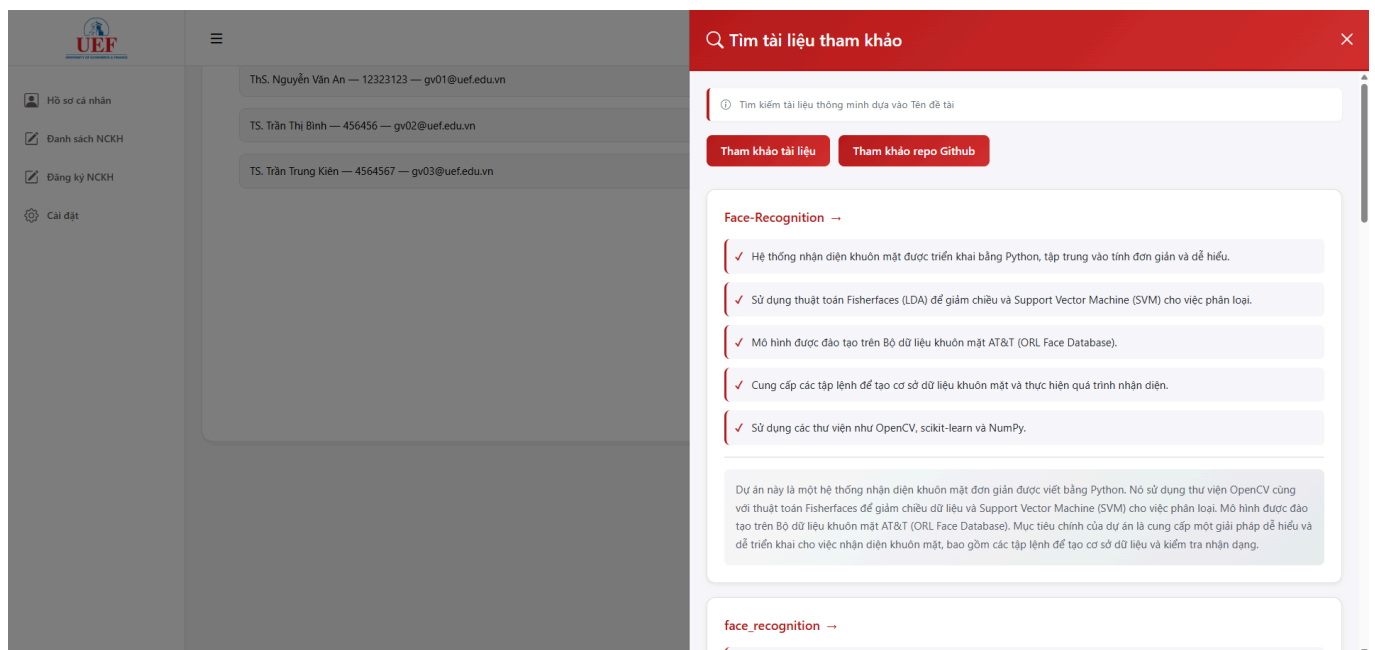 UEF
UNIVERSITY OF ECONOMICS & FINANCE
Hồ sơ cá nhân
Danh sách NCKH
Đăng ký NCKH
Cài đặt
ThS. Nguyễn Văn An — 12323123 — gv01@uef.edu.vn
TS. Trần Thị Bình — 456456 — gv02@uef.edu.vn
TS. Trần Trung Kiên — 4564567 — gv03@uef.edu.vn
Tìm tài liệu tham khảo
Tìm kiếm tài liệu thông minh dựa vào Tên đề tài
Tham khảo tài liệu
Tham khảo repo Github
Face-Recognition →
✓ Hệ thống nhận diện khuôn mặt được triển khai bằng Python, tập trung vào tính đơn giản và dễ hiểu.
✓ Sử dụng thuật toán Fisherfaces (LDA) để giảm chiều và Support Vector Machine (SVM) cho việc phân loại.
✓ Mô hình được đào tạo trên Bộ dữ liệu khuôn mặt AT&T (ORL Face Database).
✓ Cung cấp các tập lệnh để tạo cơ sở dữ liệu khuôn mặt và thực hiện quá trình nhận diện.
✓ Sử dụng các thư viện như OpenCV, scikit-learn và NumPy.
Dự án này là một hệ thống nhận diện khuôn mặt đơn giản được viết bằng Python. Nó sử dụng thư viện OpenCV cùng
với thuật toán Fisherfaces để giảm chiều dữ liệu và Support Vector Machine (SVM) cho việc phân loại. Mô hình được đào
tạo trên Bộ dữ liệu khuôn mặt AT&T (ORL Face Database). Mục tiêu chính của dự án là cung cấp một giải pháp dễ hiểu và
dễ triển khai cho việc nhận diện khuôn mặt, bao gồm các tập lệnh để tạo cơ sở dữ liệu và kiểm tra nhận dạng.
face_recognition →